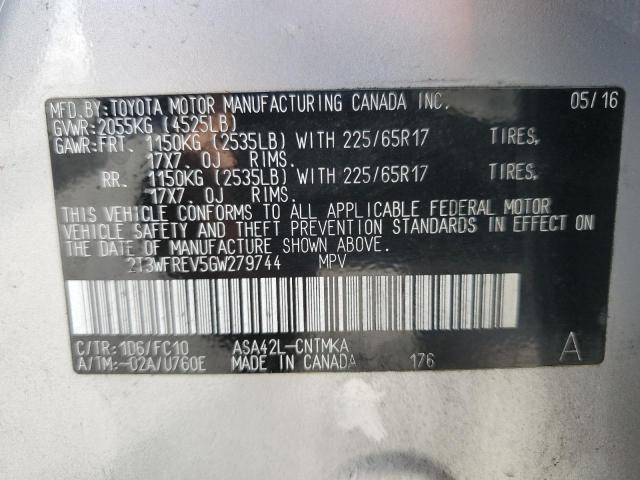 MFD.BY:TOYOTA MOTOR MANUFACTURING CANADA INC. 05/16
GVWR:2055KG (4525LB)
GAWR:FRT. 1150KG (2535LB) WITH 225/65R17 TIRES,
17X7. 0J RIMS.
RR. 1150KG (2535LB) WITH 225/65R17 TIRES,
17X7. 0J RIMS.
THIS VEHICLE CONFORMS TO ALL APPLICABLE FEDERAL MOTOR
VEHICLE SAFETY AND THEFT PREVENTION STANDARDS IN EFFECT ON
THE DATE OF MANUFACTURE SHOWN ABOVE.
2T3WFREV5GW279744 MPV
C/TR:1D6/FC10 ASA42L-CNTMKA
A/TM:-02A/U760E MADE IN CANADA 176 A